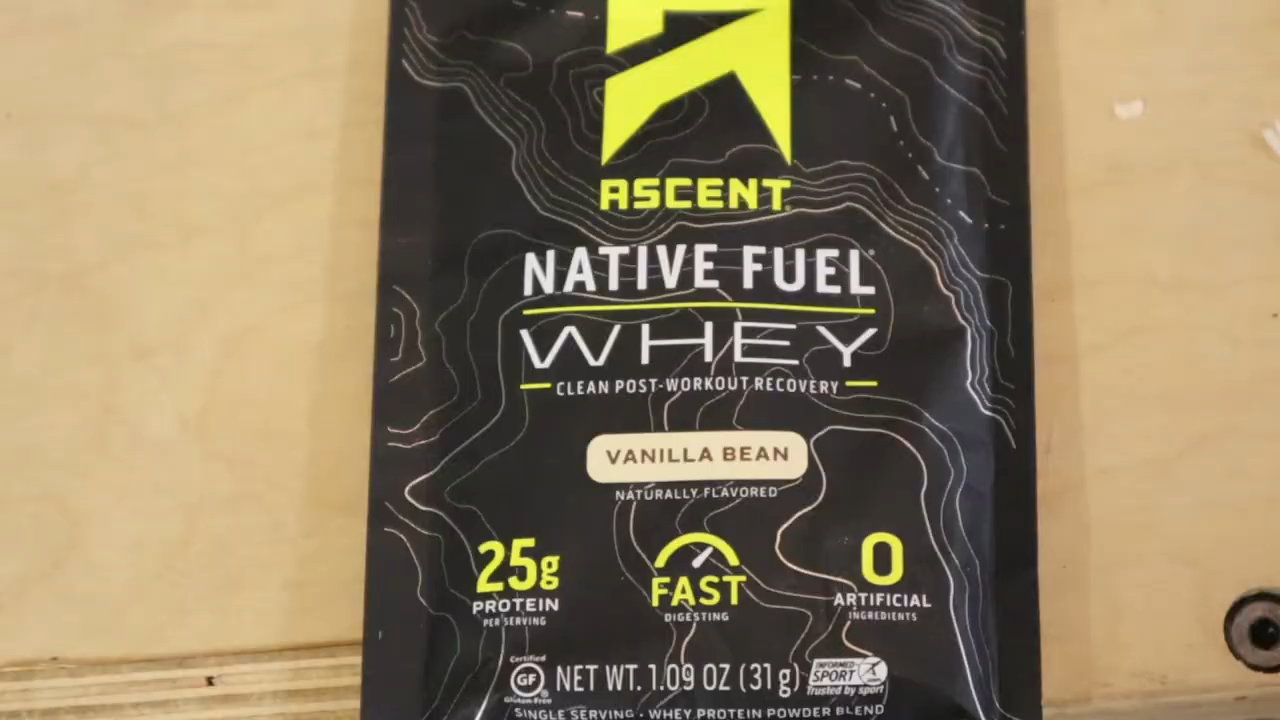 ASCENT®
NATIVE FUEL®
WHEY
CLEAN POST-WORKOUT RECOVERY
VANILLA BEAN
NATURALLY FLAVORED
25g
PROTEIN
PER SERVING
FAST
DIGESTING
0
ARTIFICIAL
INGREDIENTS
Certified
GF®
Gluten-Free
NET WT. 1.09 OZ (31 g)
INFORMED
SPORT
Trusted by sport
SINGLE SERVING • WHEY PROTEIN POWDER BLEND